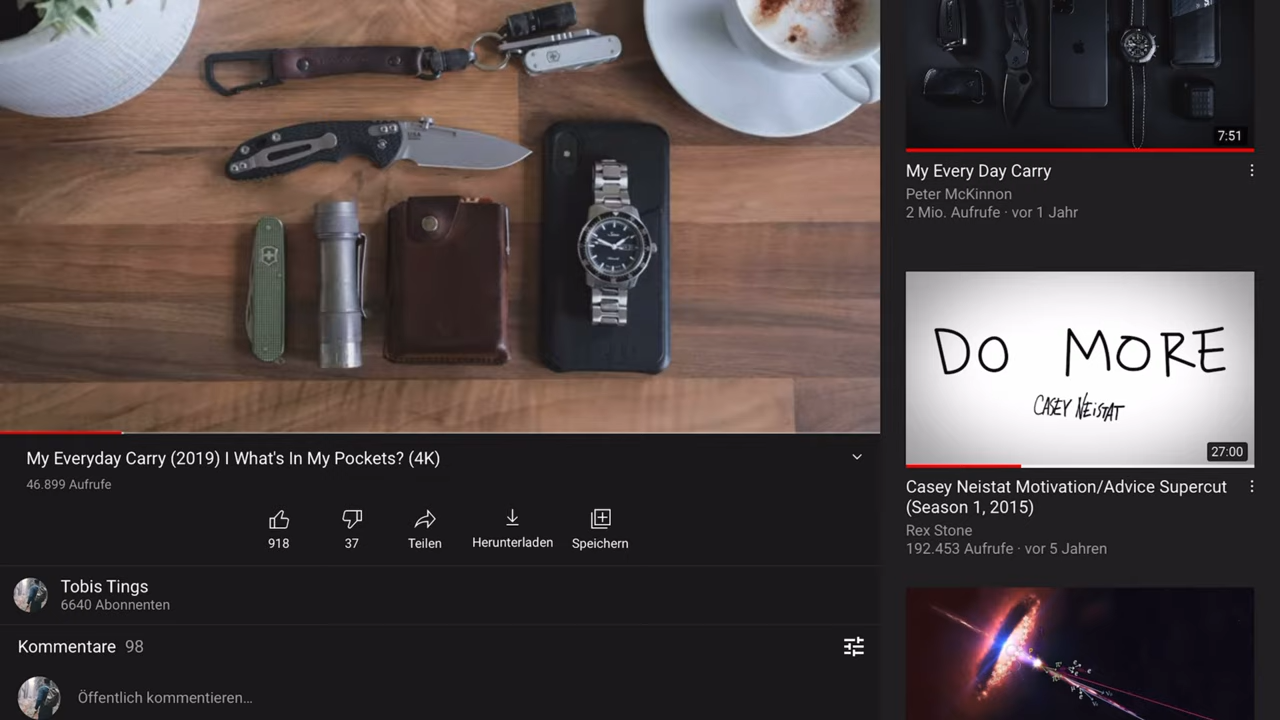 My Everyday Carry (2019) I What's In My Pockets? (4K)
46.899 Aufrufe
918
37
Teilen
Herunterladen
Speichern
Tobis Tings
6640 Abonnenten
Kommentare 98
Öffentlich kommentieren...
7:51
My Every Day Carry
Peter McKinnon
2 Mio. Aufrufe · vor 1 Jahr
DO MORE
CASEY NEISTAT
27:00
Casey Neistat Motivation/Advice Supercut
(Season 1, 2015)
Rex Stone
192.453 Aufrufe · vor 5 Jahren